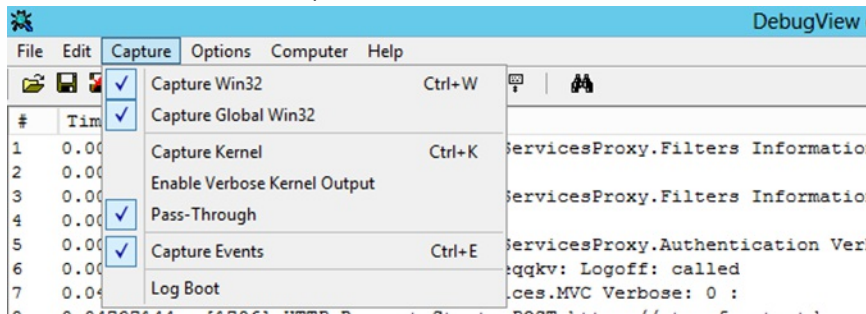 DebugView
File Edit Capture Options Computer Help
Capture Win32 Ctrl+W
Capture Global Win32
# Tim
1 0.00 ServicesProxy.Filters Informatio
Capture Kernel Ctrl+K
2 0.00
Enable Verbose Kernel Output
3 0.00 ServicesProxy.Filters Informatio
4 0.00
Pass-Through
5 0.00 ServicesProxy.Authentication Ver
Capture Events Ctrl+E
6 0.00 eqqkv: Logoff: called
7 0.04 ces.MVC Verbose: 0 :
Log Boot